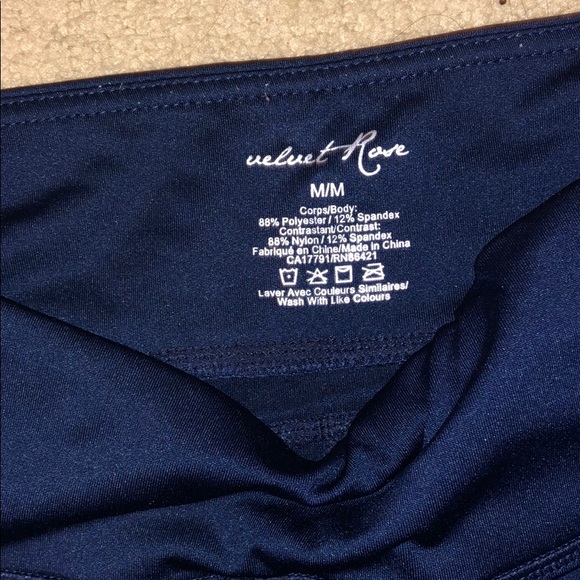 velvet Rose
M/M
Corps/Body:
88% Polyester / 12% Spandex
Contrastant/Contrast:
88% Nylon / 12% Spandex
Fabriqué en Chine/Made in China
CA17791/RN86421
Laver Avec Couleurs Similaires/
Wash With Like Colours